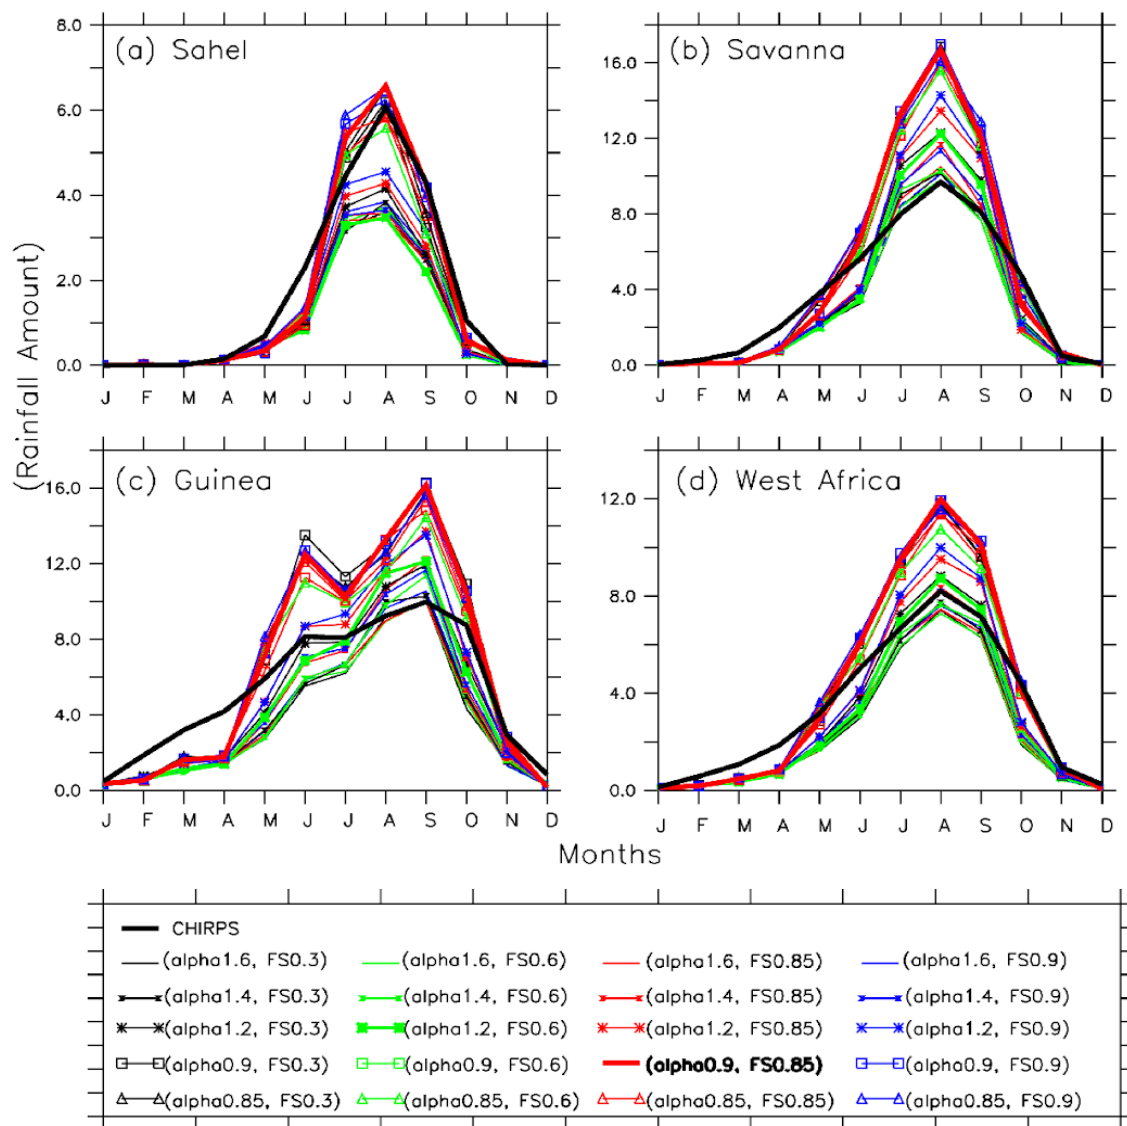 (a) Sahel
(b) Savanna
8.0
6.0
4.0
2.0
0.0
16.0
12.0
8.0
4.0
0.0
J F M A M J J A S O N D
J F M A M J J A S O N D
(Rainfall Amount)
(c) Guinea
(d) West Africa
16.0
12.0
8.0
4.0
0.0
12.0
8.0
4.0
0.0
J F M A M J J A S O N D
J F M A M J J A S O N D
Months
CHIRPS
(alpha1.6, FS0.3) (alpha1.6, FS0.6) (alpha1.6, FS0.85) (alpha1.6, FS0.9)
(alpha1.4, FS0.3) (alpha1.4, FS0.6) (alpha1.4, FS0.85) (alpha1.4, FS0.9)
(alpha1.2, FS0.3) (alpha1.2, FS0.6) (alpha1.2, FS0.85) (alpha1.2, FS0.9)
(alpha0.9, FS0.3) (alpha0.9, FS0.6) (alpha0.9, FS0.85) (alpha0.9, FS0.9)
(alpha0.85, FS0.3) (alpha0.85, FS0.6) (alpha0.85, FS0.85) (alpha0.85, FS0.9)